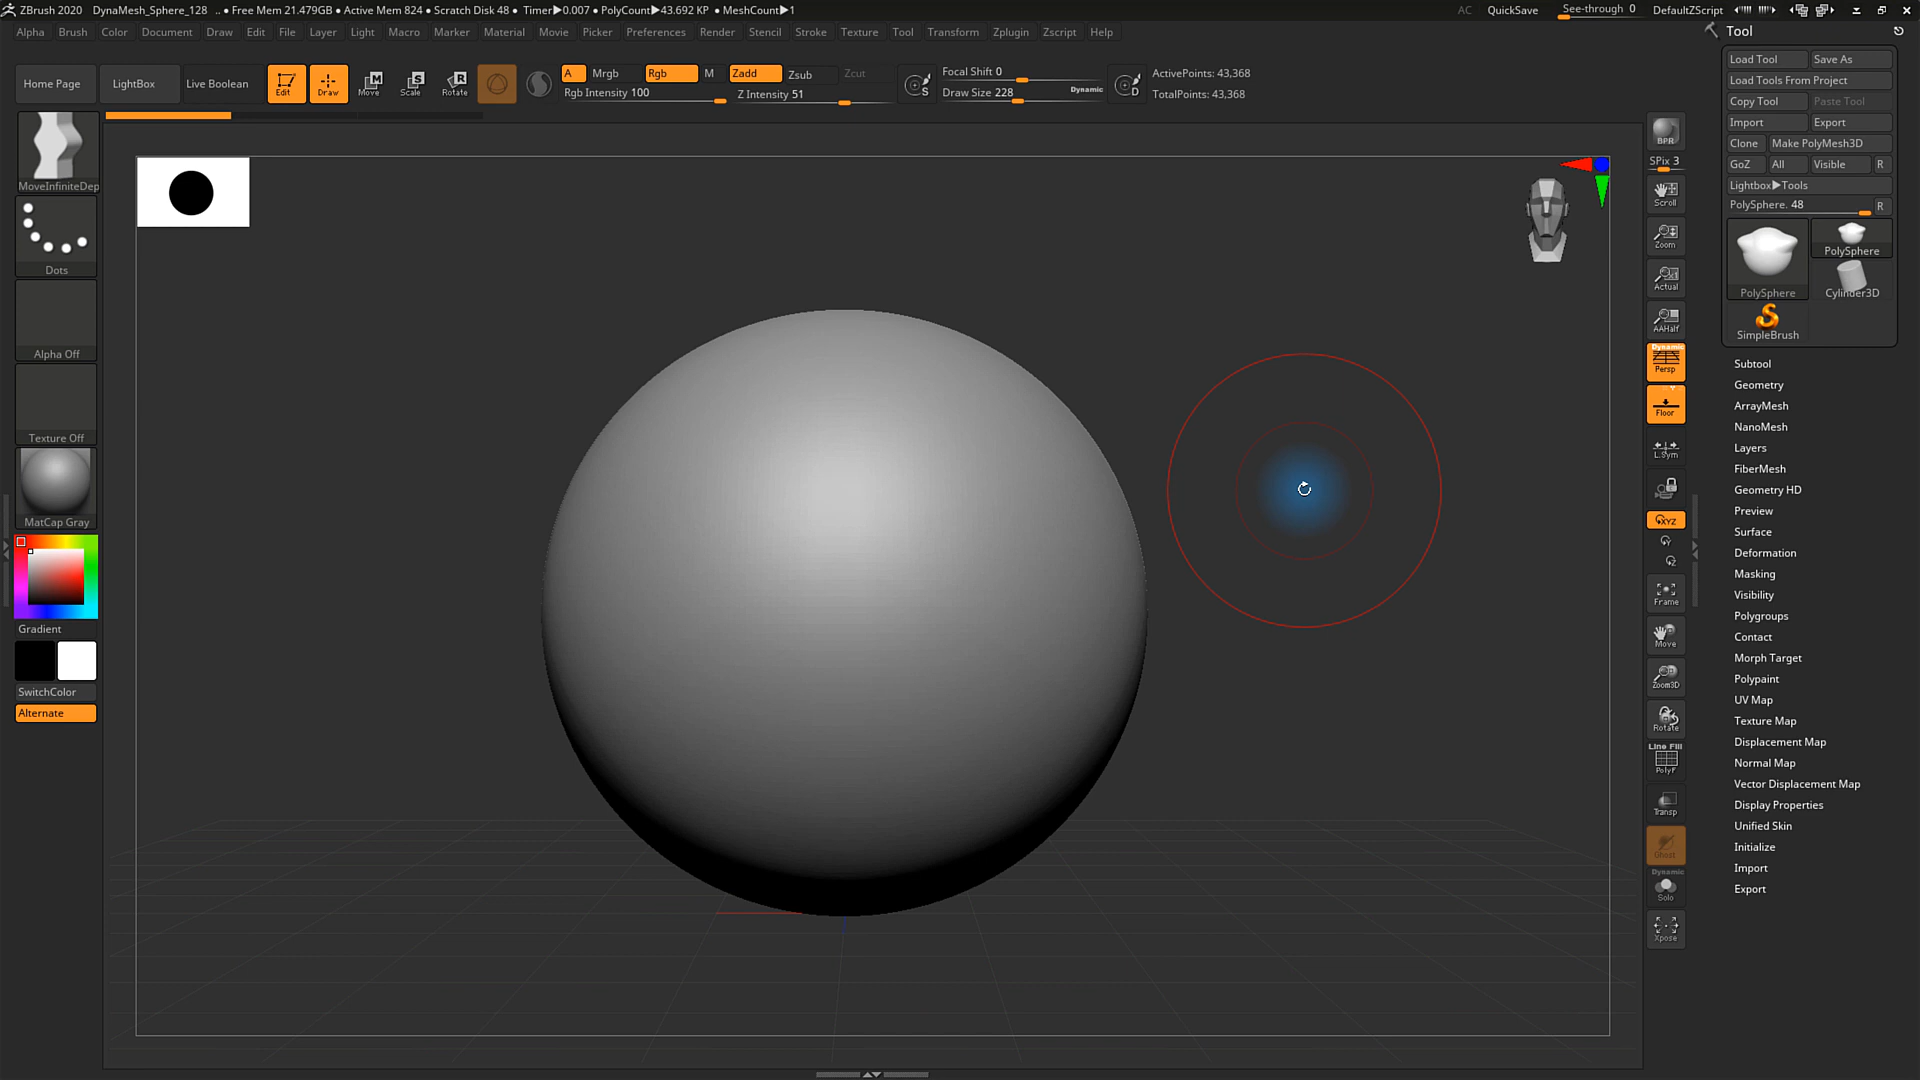 ZBrush 2020 DynaMesh_Sphere_128 .. ● Free Mem 21.479GB ● Active Mem 824 ● Scratch Disk 48 ● Timer▶0.007 ● PolyCount▶43.692 KP ● MeshCount▶1
AC QuickSave See-through 0 DefaultZScript
Alpha Brush Color Document Draw Edit File Layer Light Macro Marker Material Movie Picker Preferences Render Stencil Stroke Texture Tool Transform Zplugin Zscript Help
Home Page
LightBox
Live Boolean
Edit
Draw
Move
Scale
Rotate
A Mrgb Rgb M Zadd Zsub Zcut
Rgb Intensity 100 Z Intensity 51
Focal Shift 0
Draw Size 228 Dynamic
ActivePoints: 43,368
TotalPoints: 43,368
MoveInfiniteDep
Dots
Alpha Off
Texture Off
MatCap Gray
Gradient
SwitchColor
Alternate
BPR
SPix 3
Scroll
Zoom
Actual
AAHalf
Dynamic
Persp
Floor
L.Sym
XYZ
Y
Z
Frame
Move
Zoom3D
Rotate
Line Fill
PolyF
Transp
Ghost
Dynamic
Solo
Xpose
Tool
Load Tool Save As
Load Tools From Project
Copy Tool Paste Tool
Import Export
Clone Make PolyMesh3D
GoZ All Visible R
Lightbox▶Tools
PolySphere. 48 R
PolySphere
PolySphere
Cylinder3D
SimpleBrush
Subtool
Geometry
ArrayMesh
NanoMesh
Layers
FiberMesh
Geometry HD
Preview
Surface
Deformation
Masking
Visibility
Polygroups
Contact
Morph Target
Polypaint
UV Map
Texture Map
Displacement Map
Normal Map
Vector Displacement Map
Display Properties
Unified Skin
Initialize
Import
Export